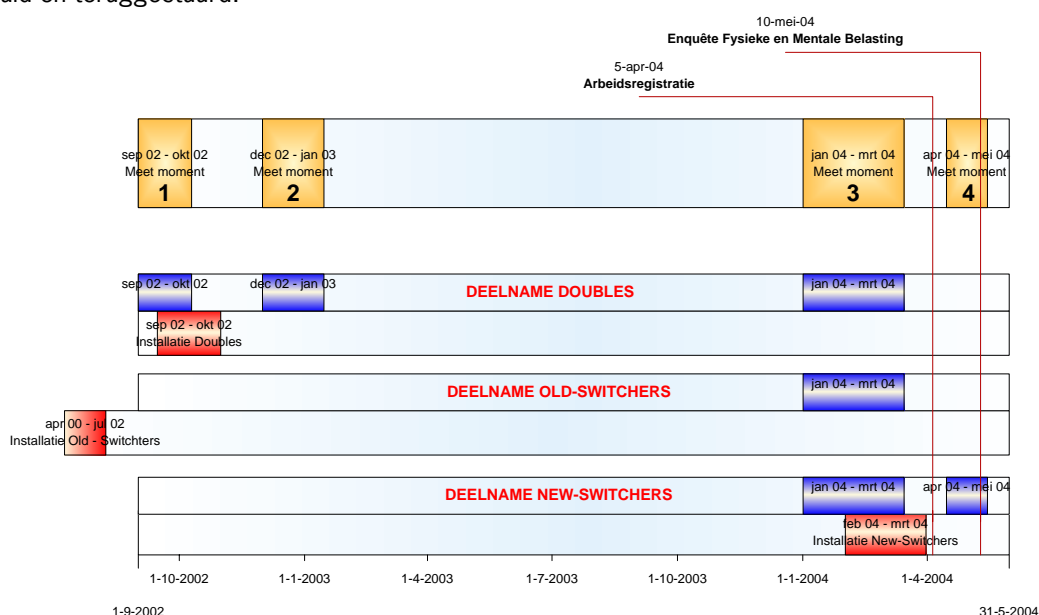 teruggestuurd.
10-mei-04
Enquête Fysieke en Mentale Belasting
5-apr-04
Arbeidsregistratie
sep 02 - okt 02
Meet moment
1
dec 02 - jan 03
Meet moment
2
jan 04 - mrt 04
Meet moment
3
apr 04 - mei 04
Meet moment
4
sep 02 - okt 02
dec 02 - jan 03
DEELNAME DOUBLES
jan 04 - mrt 04
sep 02 - okt 02
Installatie Doubles
DEELNAME OLD-SWITCHERS
jan 04 - mrt 04
apr 00 - jul 02
Installatie Old - Switchters
DEELNAME NEW-SWITCHERS
jan 04 - mrt 04
apr 04 - mei 04
feb 04 - mrt 04
Installatie New-Switchers
1-10-2002
1-1-2003
1-4-2003
1-7-2003
1-10-2003
1-1-2004
1-4-2004
1-9-2002
31-5-2004